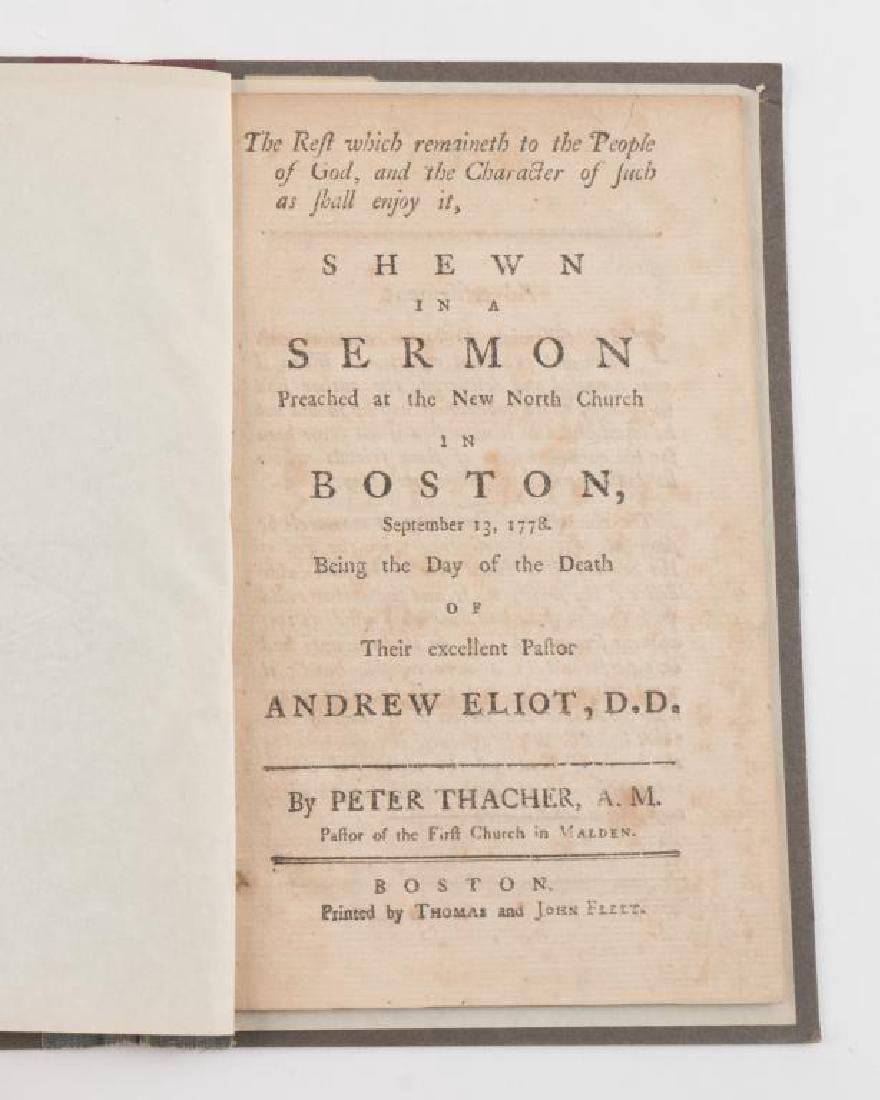 The Reſt which remaineth to the People
of God, and the Character of ſuch
as ſhall enjoy it,
SHEWN
IN A
SERMON
Preached at the New North Church
IN
BOSTON,
September 13, 1778.
Being the Day of the Death
OF
Their excellent Paſtor
ANDREW ELIOT, D.D.
By PETER THACHER, A. M.
Paſtor of the Firſt Church in MALDEN.
BOSTON.
Printed by THOMAS and JOHN FLEET.